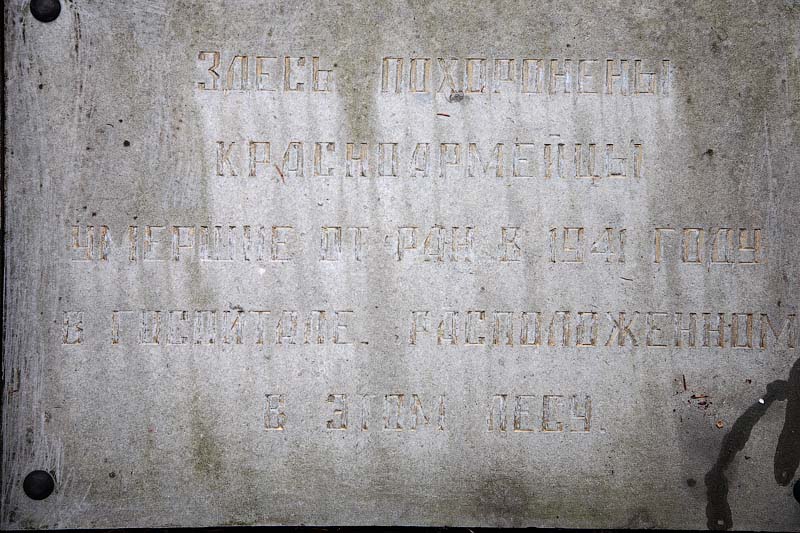 Здесь похоронены
красноармейцы
умершие от ран в 1941 году
в госпитале, расположенном
в этом лесу.